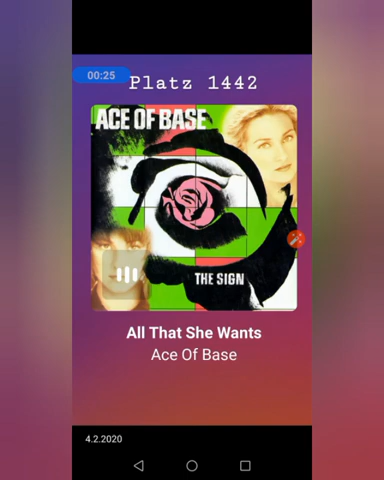 Platz 1442
00:25
ACE OF BASE
THE SIGN
All That She Wants
Ace Of Base
4.2.2020